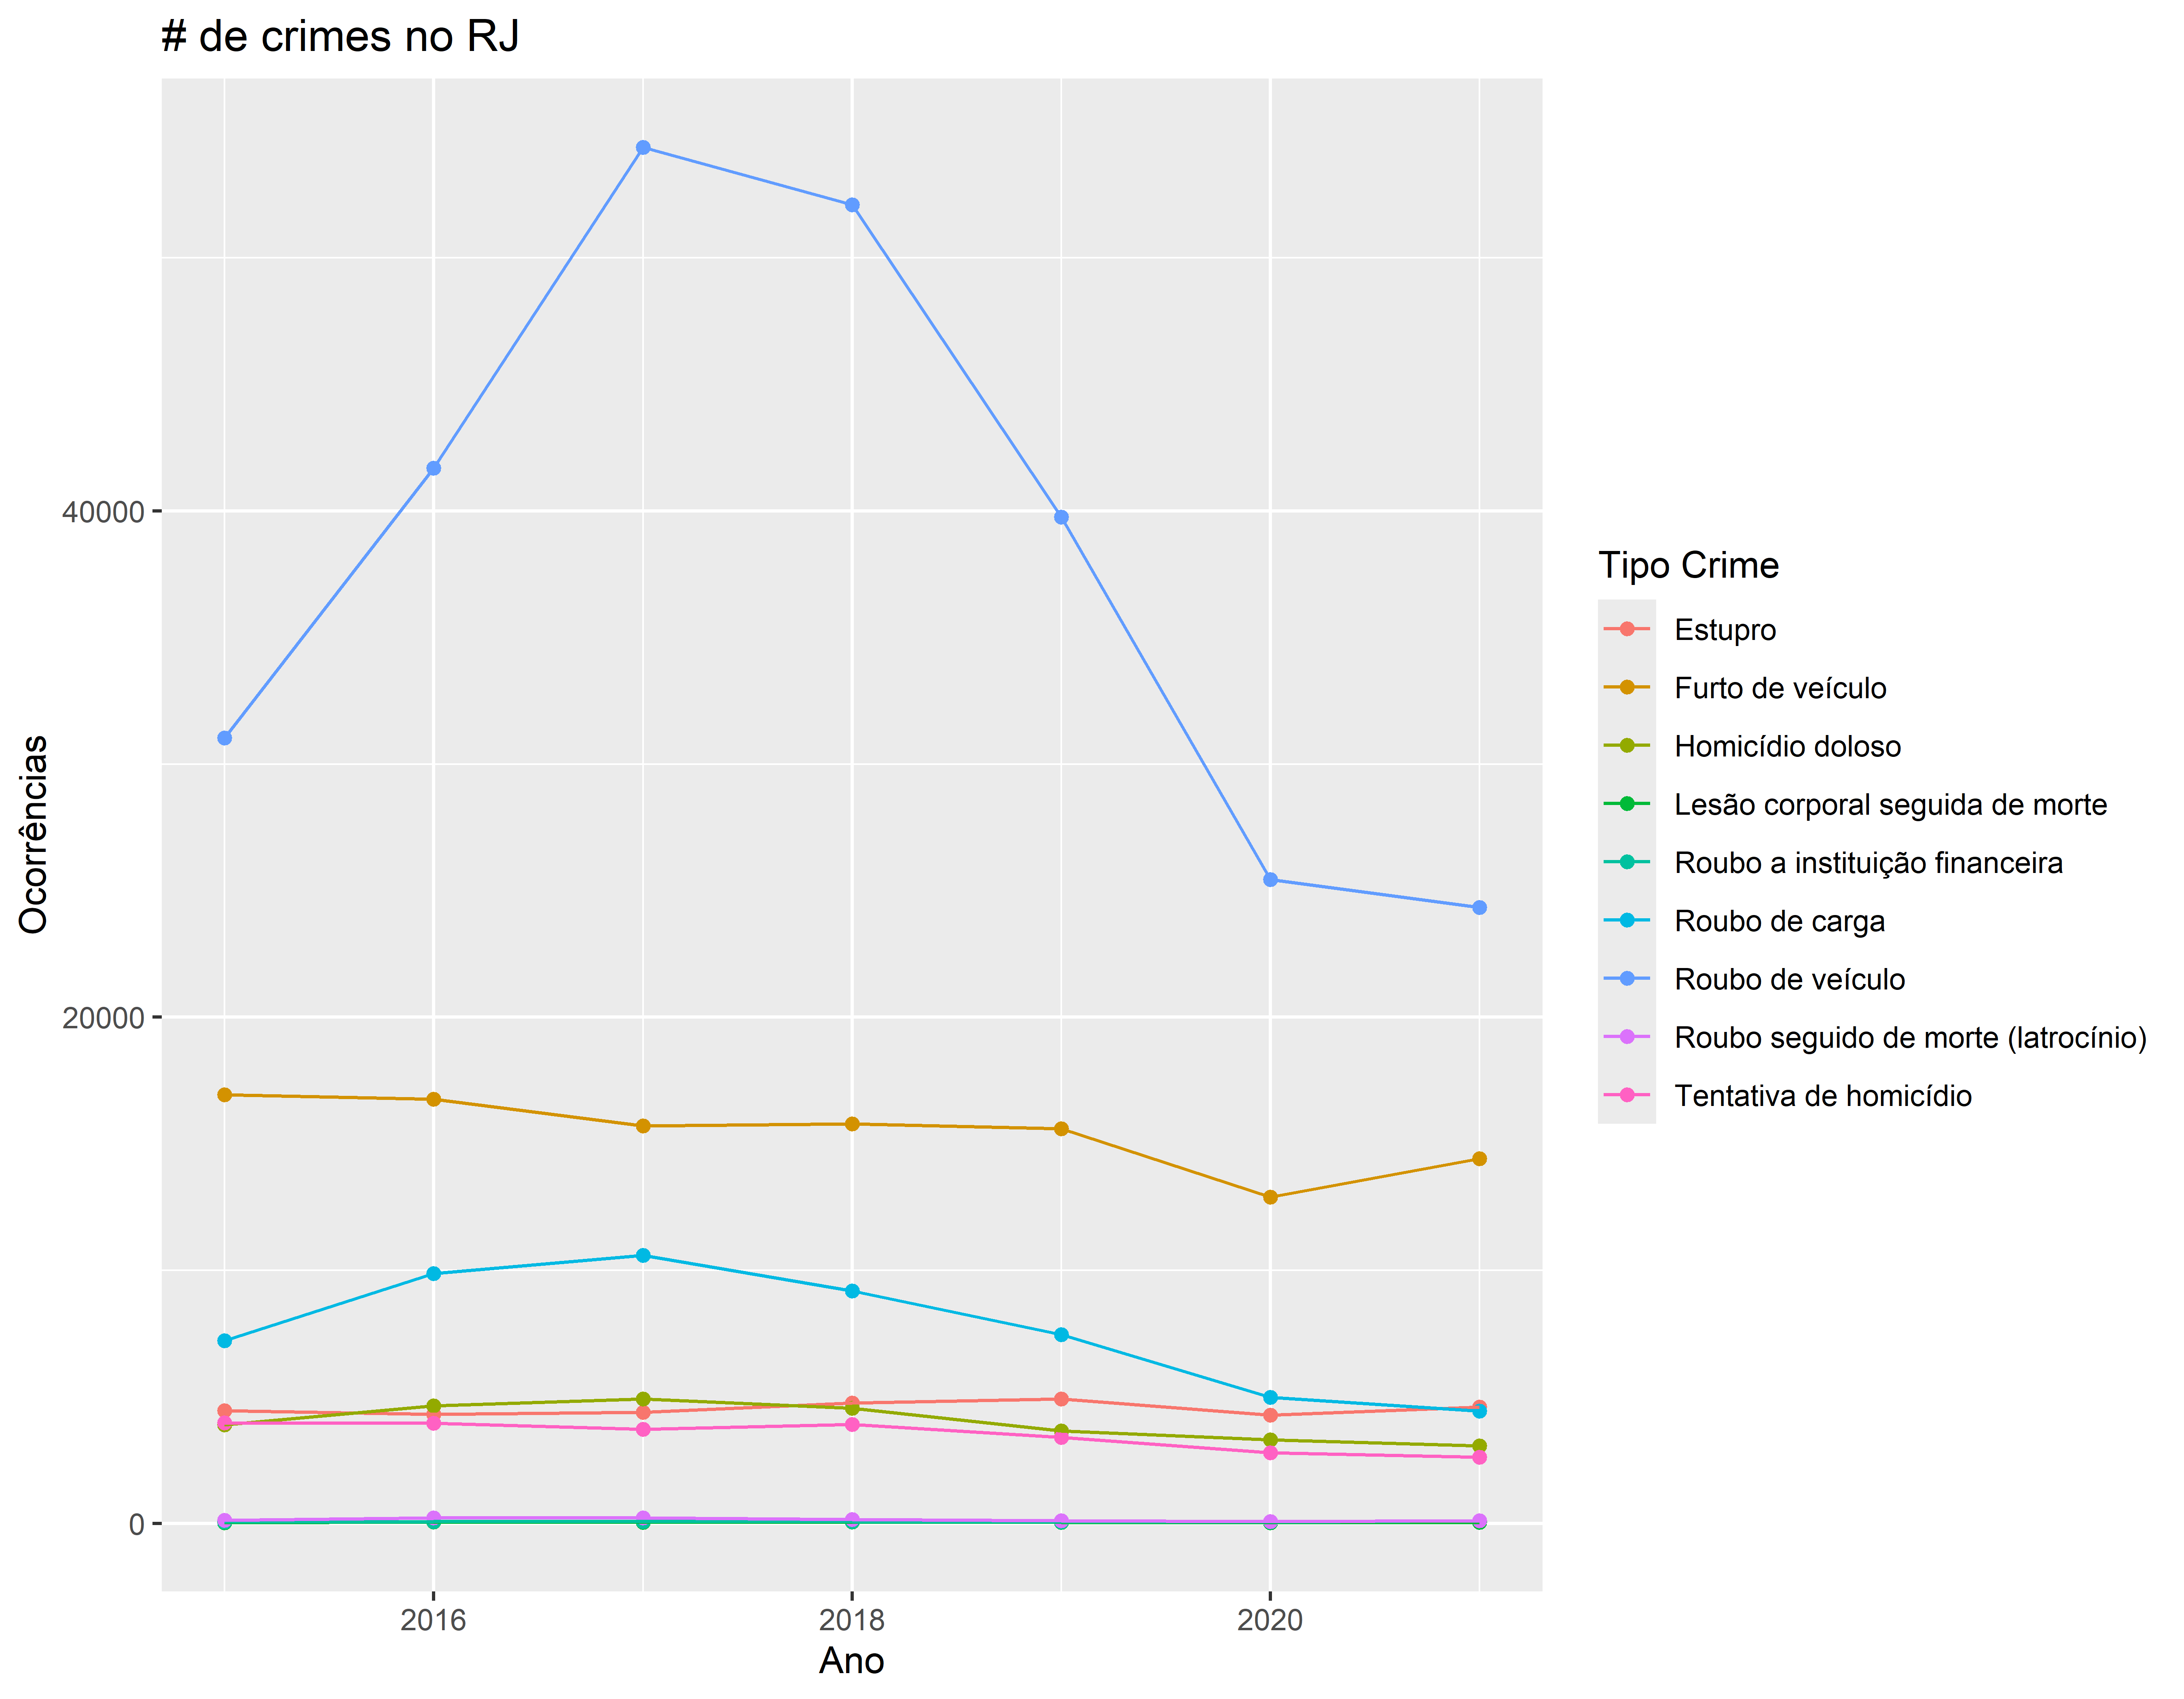 # de crimes no RJ
40000
20000
0
Ocorrências
2016
2018
2020
Ano
Tipo Crime
Estupro
Furto de veículo
Homicídio doloso
Lesão corporal seguida de morte
Roubo a instituição financeira
Roubo de carga
Roubo de veículo
Roubo seguido de morte (latrocínio)
Tentativa de homicídio